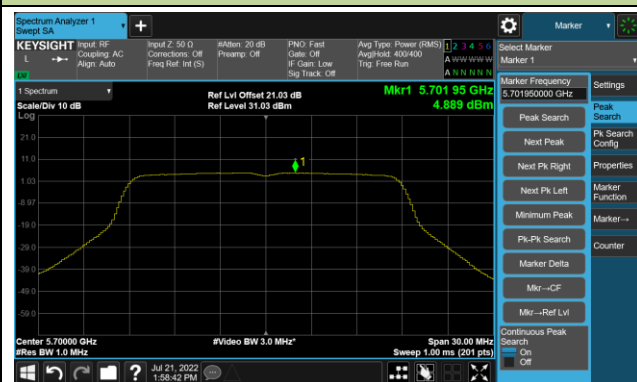 Spectrum Analyzer 1
Swept SA
+
Marker
KEYSIGHT
L
Input: RF
Coupling: AC
Align: Auto
Input Z: 50 Ω
Corrections: Off
Freq Ref: Int (S)
#Atten: 20 dB
Preamp: Off
PNO: Fast
Gate: Off
IF Gain: Low
Sig Track: Off
Avg Type: Power (RMS)
Avg|Hold: 400/400
Trig: Free Run
1 2 3 4 5 6
A W W W W W
A N N N N N
Select Marker
Marker 1
1 Spectrum
Scale/Div 10 dB
Log
Ref Lvl Offset 21.03 dB
Ref Level 31.03 dBm
Mkr1 5.701 95 GHz
4.889 dBm
21.0
11.0
1.03
-8.97
-19.0
-29.0
-39.0
-49.0
-59.0
1
Center 5.70000 GHz
#Res BW 1.0 MHz
#Video BW 3.0 MHz*
Span 30.00 MHz
Sweep 1.00 ms (201 pts)
Marker Frequency
5.701950000 GHz
Peak Search
Next Peak
Next Pk Right
Next Pk Left
Minimum Peak
Pk-Pk Search
Marker Delta
Mkr→CF
Mkr→Ref Lvl
Continuous Peak
Search
On
Off
Settings
Peak
Search
Pk Search
Config
Properties
Marker
Function
Marker→
Counter
?
Jul 21, 2022
1:58:42 PM